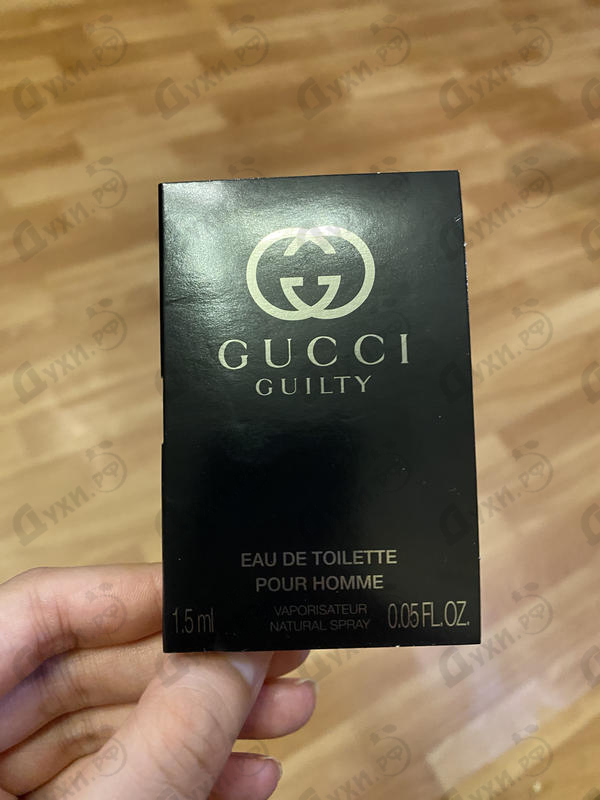 GUCCI
GUILTY
EAU DE TOILETTE
POUR HOMME
1.5 ml
VAPORISATEUR
NATURAL SPRAY
0.05 FL.OZ.
Духи.РФ